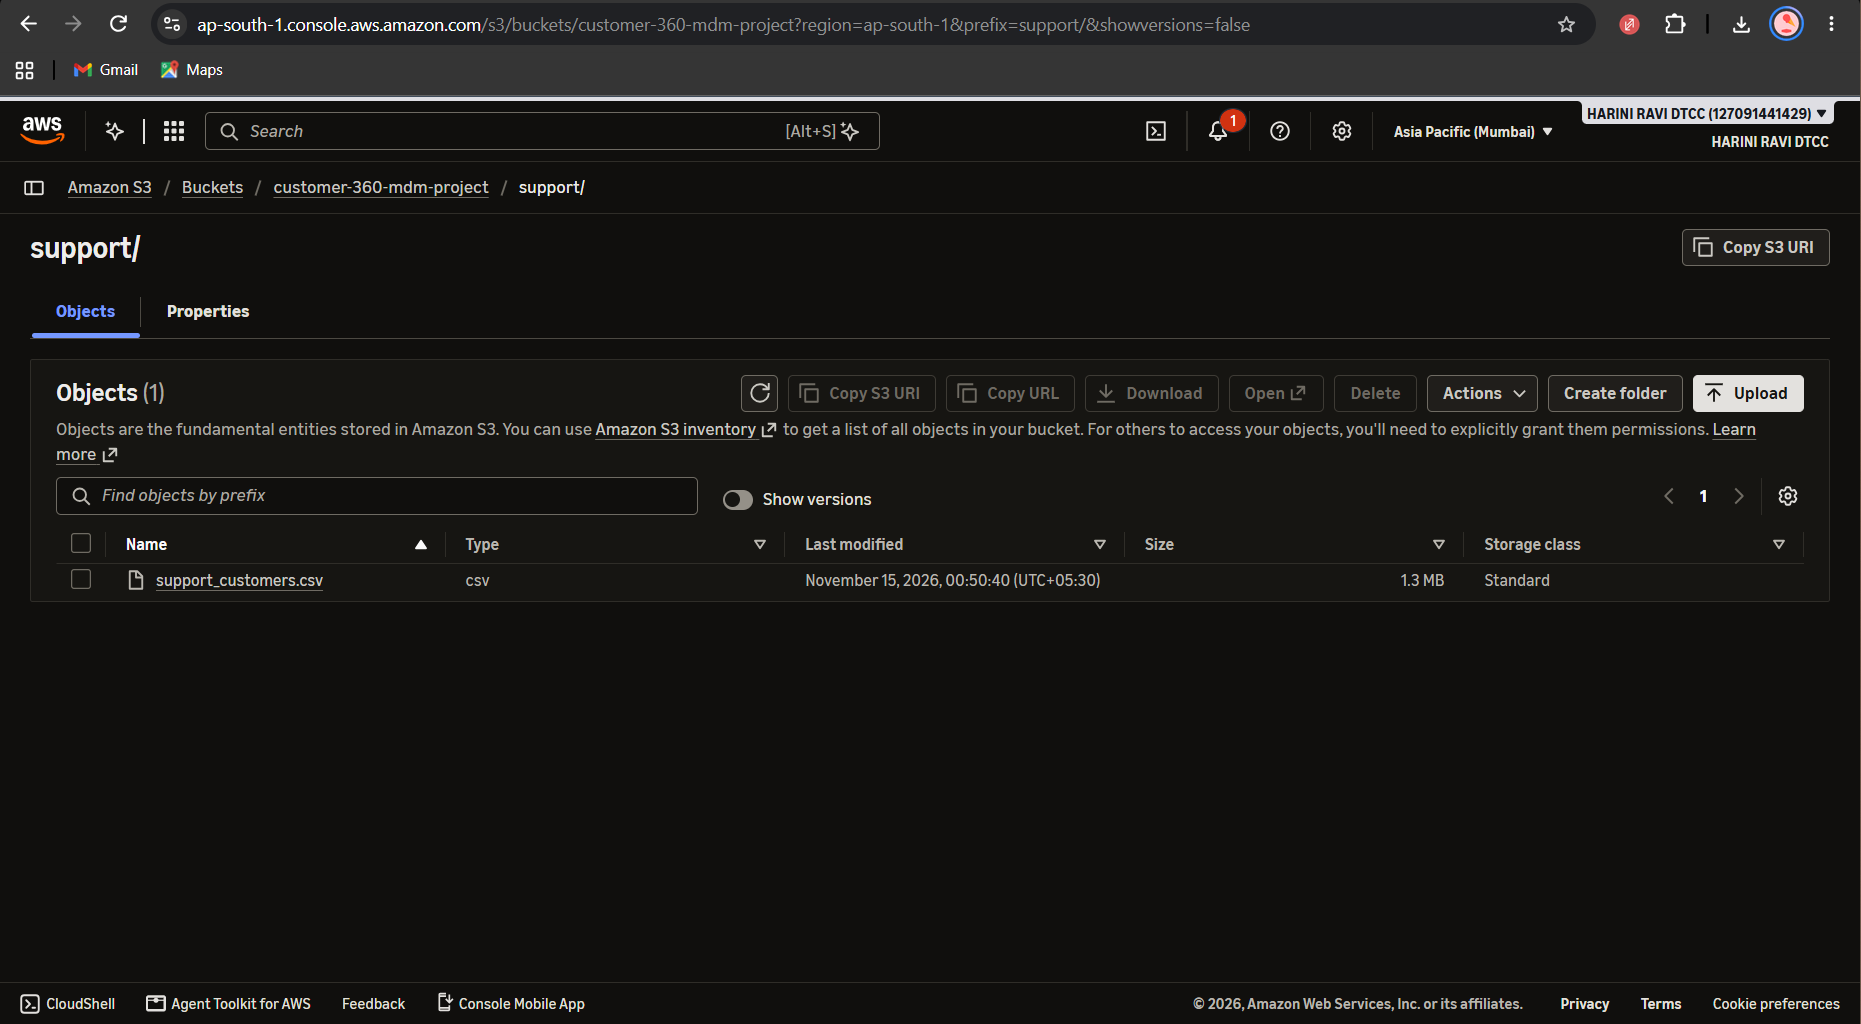 ap-south-1.console.aws.amazon.com/s3/buckets/customer-360-mdm-project?region=ap-south-1&prefix=support/&showversions=false
Gmail Maps
aws Search [Alt+S] 1 Asia Pacific (Mumbai) HARINI RAVI DTCC (127091441429)
HARINI RAVI DTCC
Amazon S3 / Buckets / customer-360-mdm-project / support/
support/ Copy S3 URI
Objects Properties
Objects (1) Copy S3 URI Copy URL Download Open Delete Actions Create folder Upload
Objects are the fundamental entities stored in Amazon S3. You can use Amazon S3 inventory to get a list of all objects in your bucket. For others to access your objects, you'll need to explicitly grant them permissions. Learn
more
Find objects by prefix Show versions 1
Name Type Last modified Size Storage class
support_customers.csv csv November 15, 2026, 00:50:40 (UTC+05:30) 1.3 MB Standard
CloudShell Agent Toolkit for AWS Feedback Console Mobile App © 2026, Amazon Web Services, Inc. or its affiliates. Privacy Terms Cookie preferences